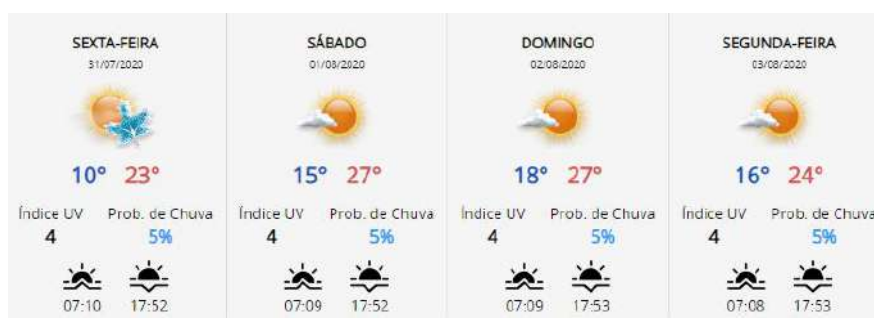 SEXTA-FEIRA
31/07/2020
10° 23°
Índice UV Prob. de Chuva
4 5%
07:10 17:52
SÁBADO
01/08/2020
15° 27°
Índice UV Prob. de Chuva
4 5%
07:09 17:52
DOMINGO
02/08/2020
18° 27°
Índice UV Prob. de Chuva
4 5%
07:09 17:53
SEGUNDA-FEIRA
03/08/2020
16° 24°
Índice UV Prob. de Chuva
4 5%
07:08 17:53